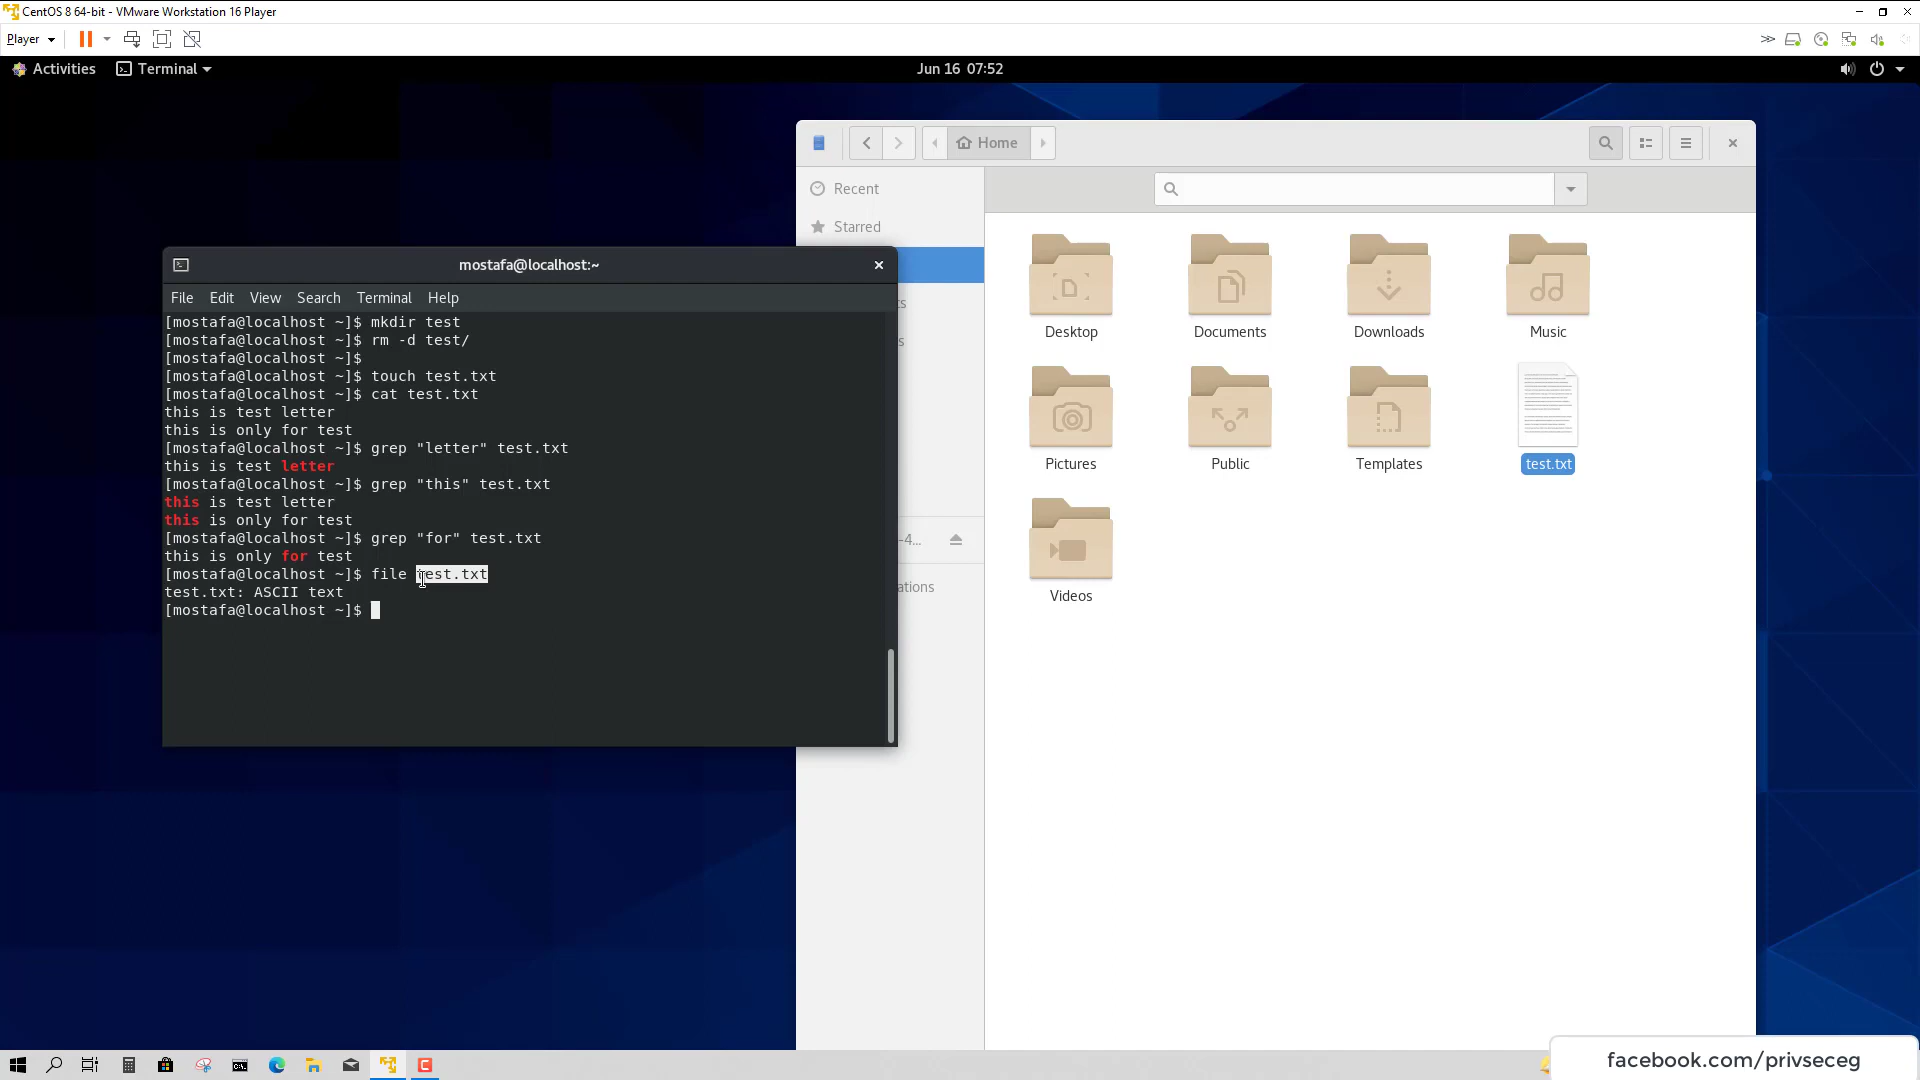 CentOS 8 64-bit - VMware Workstation 16 Player
Player
Activities
Terminal
Jun 16 07:52
Home
Recent
Starred
mostafa@localhost:~
File Edit View Search Terminal Help
[mostafa@localhost ~]$ mkdir test
[mostafa@localhost ~]$ rm -d test/
[mostafa@localhost ~]$
[mostafa@localhost ~]$ touch test.txt
[mostafa@localhost ~]$ cat test.txt
this is test letter
this is only for test
[mostafa@localhost ~]$ grep "letter" test.txt
this is test letter
[mostafa@localhost ~]$ grep "this" test.txt
this is test letter
this is only for test
[mostafa@localhost ~]$ grep "for" test.txt
this is only for test
[mostafa@localhost ~]$ file test.txt
test.txt: ASCII text
[mostafa@localhost ~]$
ts
s
-4...
ations
Desktop
Documents
Downloads
Music
Pictures
Public
Templates
test.txt
Videos
facebook.com/privseceg